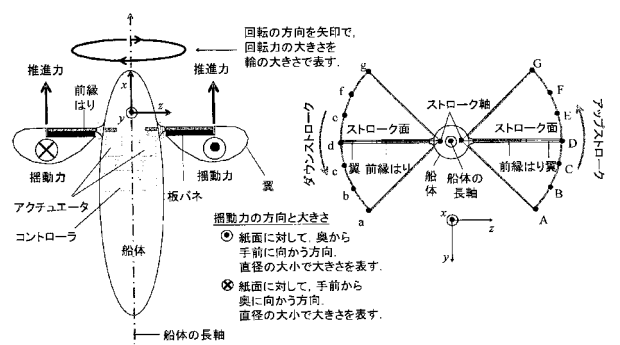 回転の方向を矢印で,
回転力の大きさを
輪の大きさで表す.
推進力
推進力
前縁
はり
x
y
z
揺動力
揺動力
板バネ
翼
アクチュエータ
コントローラ
船体
船体の長軸
揺動力の方向と大きさ
紙面に対して, 奥から
手前に向かう方向.
直径の大小で大きさを表す.
紙面に対して, 手前から
奥に向かう方向.
直径の大小で大きさを表す.
g
f
c
d
c
b
a
G
F
E
D
C
B
A
ストローク軸
ストローク面
ストローク面
翼 前縁はり
前縁はり 翼
船体
船体の
長軸
ダウンストローク
アップストローク
x
z
y